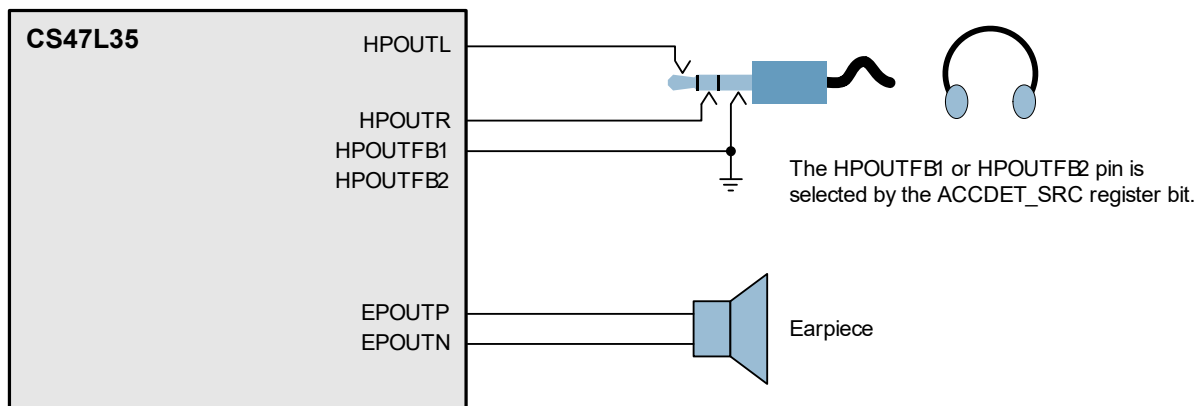 CS47L35
HPOUTL
HPOUTR
HPOUTFB1
HPOUTFB2
The HPOUTFB1 or HPOUTFB2 pin is
selected by the ACCDET_SRC register bit.
EPOUTP
EPOUTN
Earpiece